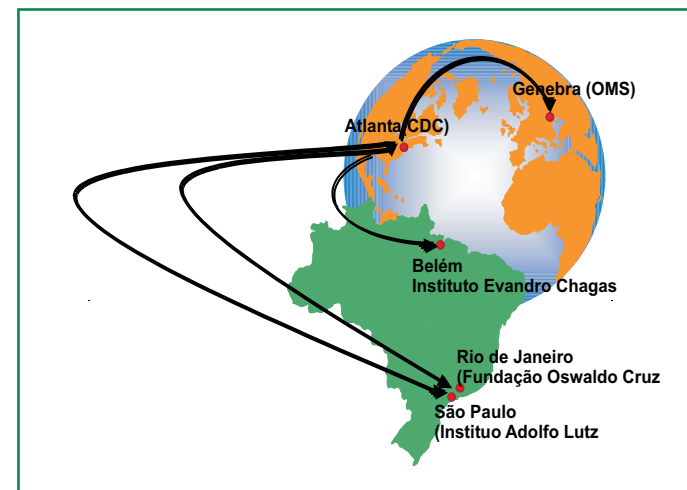 Genebra (OMS)
Atlanta(CDC)
Belém
Instituto Evandro Chagas
Rio de Janeiro
(Fundação Oswaldo Cruz
São Paulo
(Instituo Adolfo Lutz